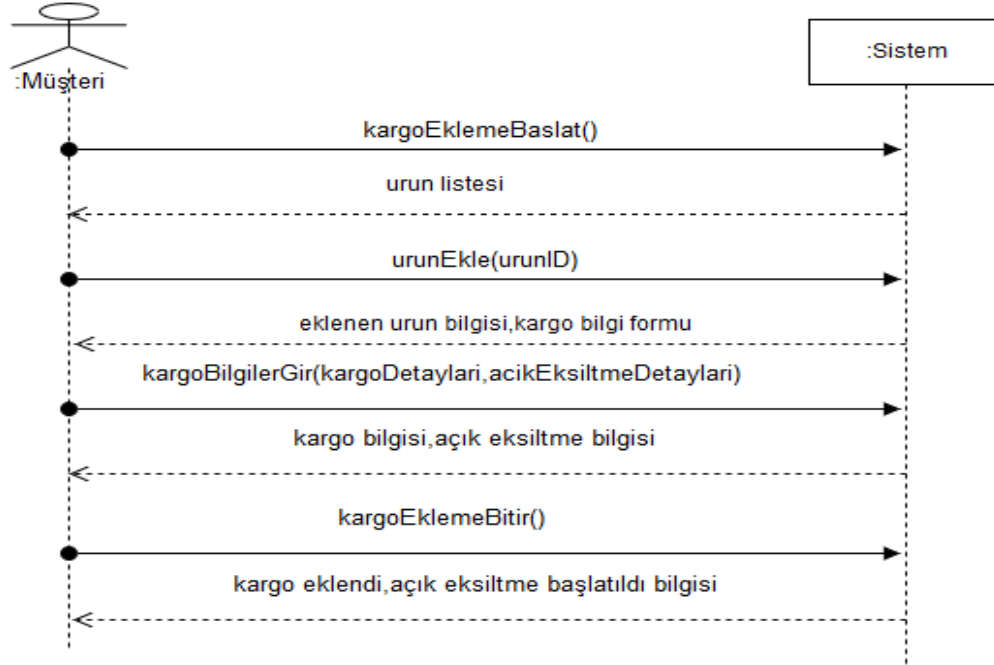 :Müşteri
:Sistem
kargoEklemeBaslat()
urun listesi
urunEkle(urunID)
eklenen urun bilgisi,kargo bilgi formu
kargoBilgilerGir(kargoDetaylari,acikEksiltmeDetaylari)
kargo bilgisi,açık eksiltme bilgisi
kargoEklemeBitir()
kargo eklendi,açık eksiltme başlatıldı bilgisi